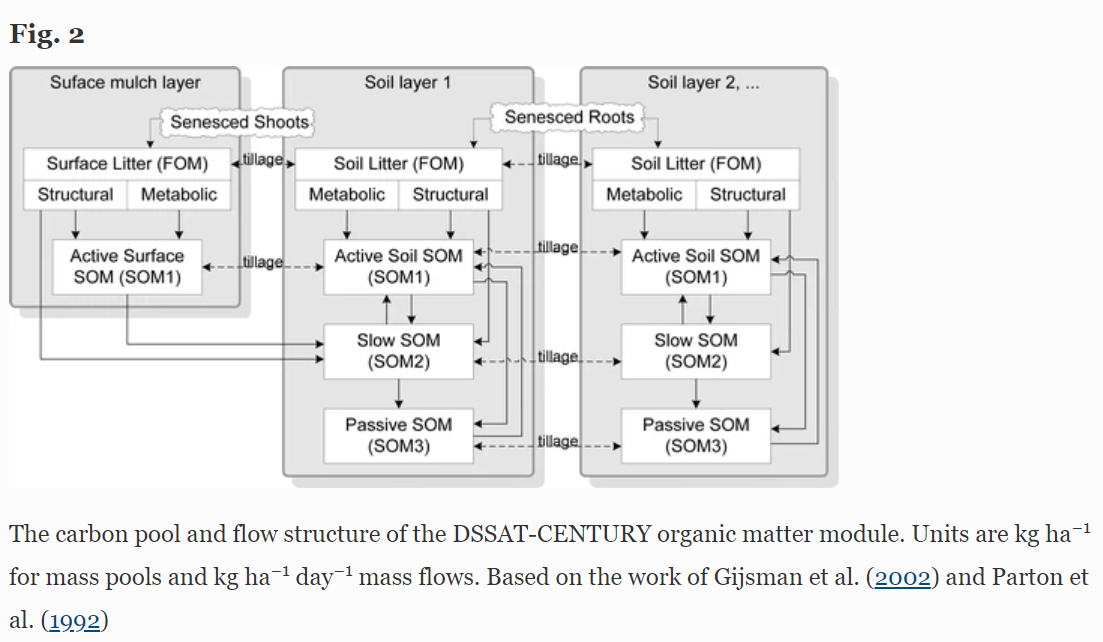 Fig. 2
Suface mulch layer
Soil layer 1
Soil layer 2, ...
Senesced Shoots
Senesced Roots
Surface Litter (FOM)
tillage
Soil Litter (FOM)
tillage
Soil Litter (FOM)
Structural
Metabolic
Metabolic
Structural
Metabolic
Structural
Active Surface
SOM (SOM1)
tillage
Active Soil SOM
(SOM1)
tillage
Active Soil SOM
(SOM1)
Slow SOM
(SOM2)
tillage
Slow SOM
(SOM2)
Passive SOM
(SOM3)
tillage
Passive SOM
(SOM3)
The carbon pool and flow structure of the DSSAT-CENTURY organic matter module. Units are kg ha⁻¹
for mass pools and kg ha⁻¹ day⁻¹ mass flows. Based on the work of Gijsman et al. (2002) and Parton et
al. (1992)